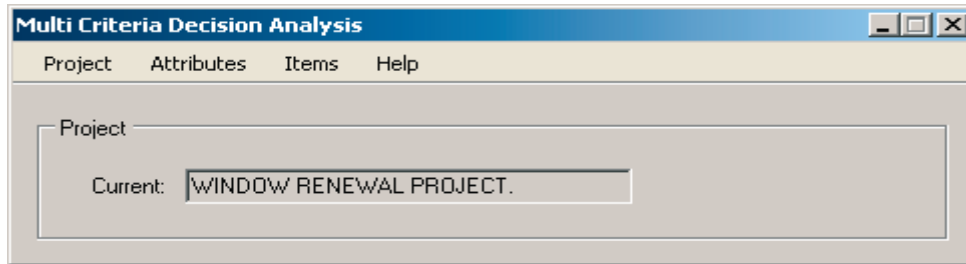 Multi Criteria Decision Analysis
Project Attributes Items Help
Project
Current: WINDOW RENEWAL PROJECT.